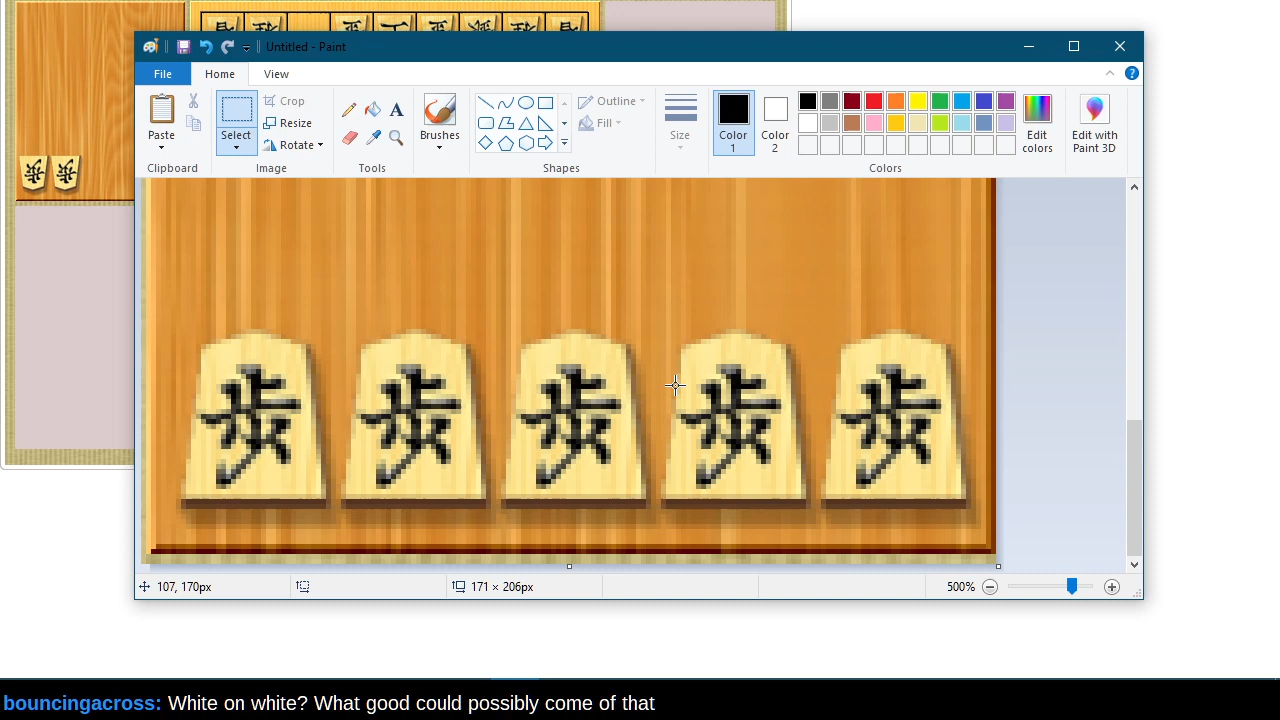 Untitled - Paint
File
Home
View
Paste
Crop
Resize
Rotate
Select
Brushes
Outline
Fill
Size
Color 1
Color 2
Edit colors
Edit with Paint 3D
Clipboard
Image
Tools
Shapes
Colors
歩 歩
歩 歩 歩 歩 歩
107, 170px
171 × 206px
500%
bouncingacross: White on white? What good could possibly come of that